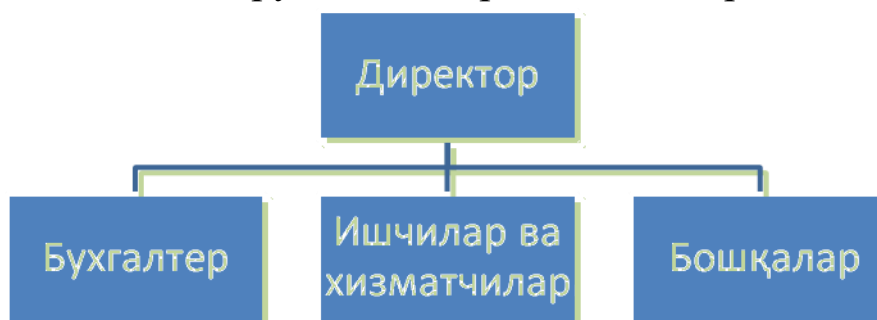 Директор
Бухгалтер
Ишчилар ва
хизматчилар
Бошқалар